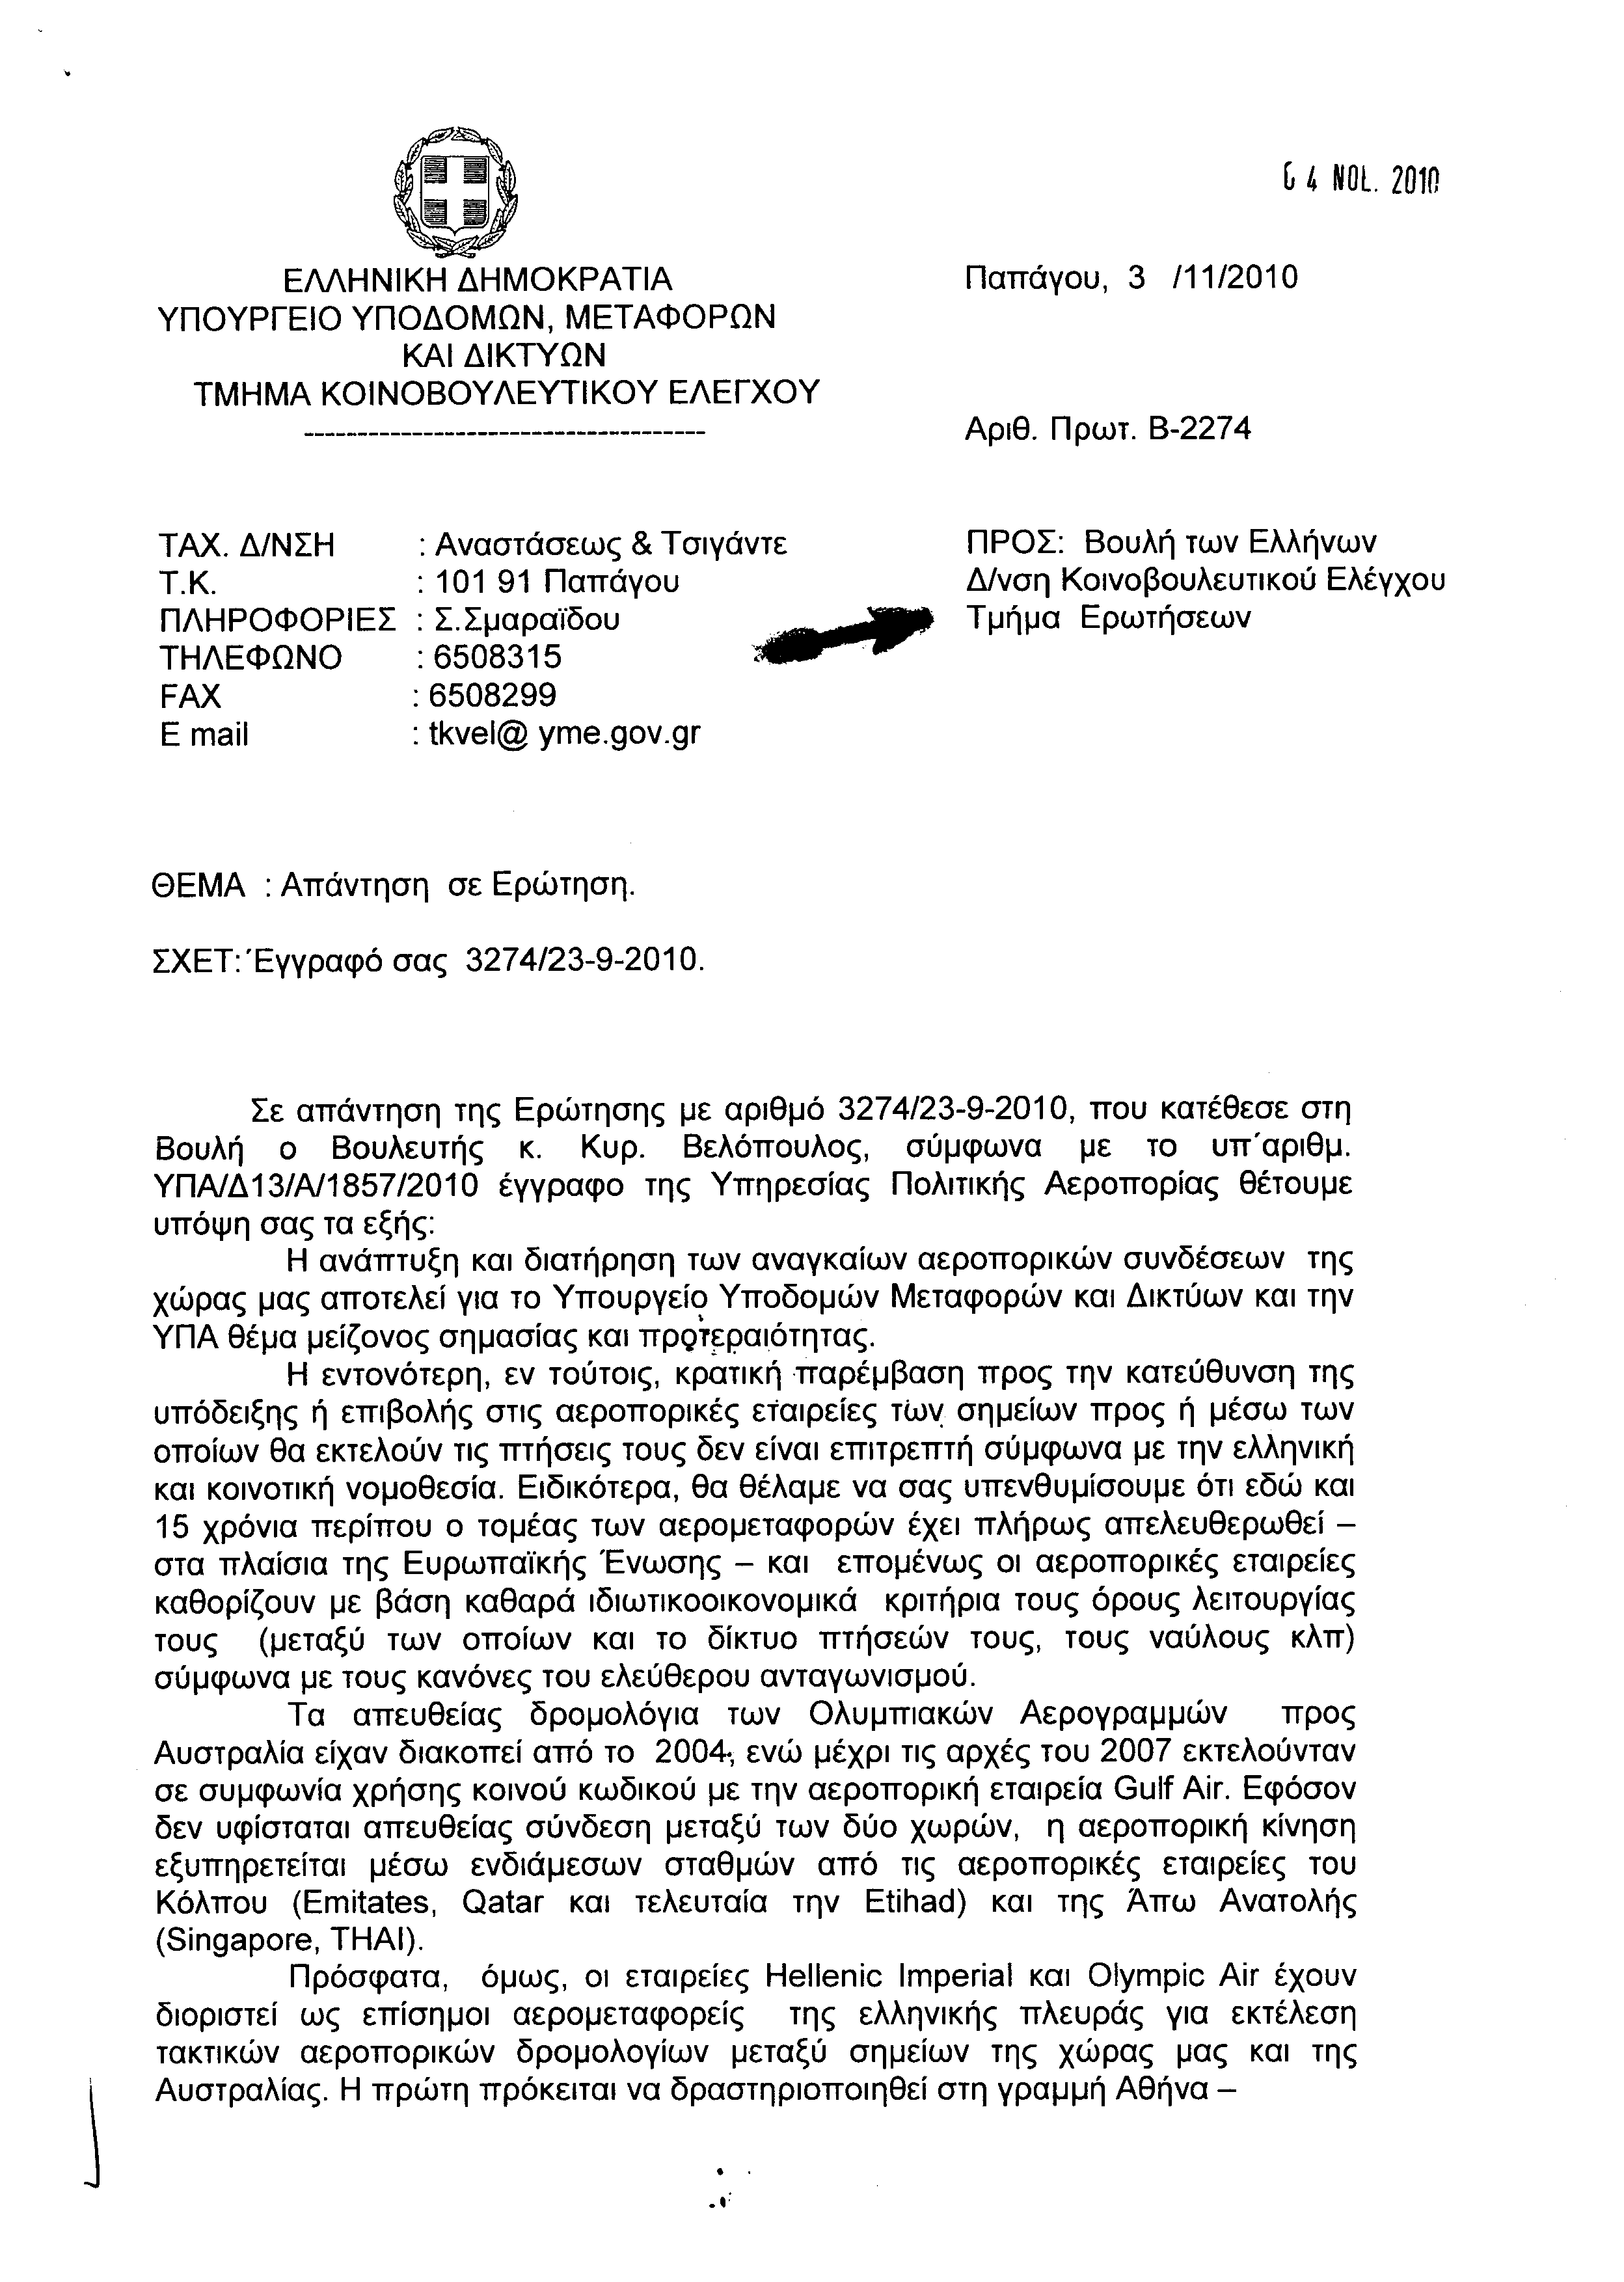 04 ΝΟΕ. 2010
ΕΛΛΗΝΙΚΗ ΔΗΜΟΚΡΑΤΙΑ
ΥΠΟΥΡΓΕΙΟ ΥΠΟΔΟΜΩΝ, ΜΕΤΑΦΟΡΩΝ
ΚΑΙ ΔΙΚΤΥΩΝ
ΤΜΗΜΑ ΚΟΙΝΟΒΟΥΛΕΥΤΙΚΟΥ ΕΛΕΓΧΟΥ
-------------------------------------
Παπάγου, 3 /11/2010
Αριθ. Πρωτ. Β-2274
ΤΑΧ. Δ/ΝΣΗ : Αναστάσεως & Τσιγάντε
Τ.Κ. : 101 91 Παπάγου
ΠΛΗΡΟΦΟΡΙΕΣ : Σ.Σμαραϊδου
ΤΗΛΕΦΩΝΟ : 6508315
FAX : 6508299
E mail : tkvel@ yme.gov.gr
ΠΡΟΣ: Βουλή των Ελλήνων
Δ/νση Κοινοβουλευτικού Ελέγχου
Τμήμα Ερωτήσεων
ΘΕΜΑ : Απάντηση σε Ερώτηση.
ΣΧΕΤ: Έγγραφό σας 3274/23-9-2010.
Σε απάντηση της Ερώτησης με αριθμό 3274/23-9-2010, που κατέθεσε στη
Βουλή ο Βουλευτής κ. Κυρ. Βελόπουλος, σύμφωνα με το υπ΄αριθμ.
ΥΠΑ/Δ13/Α/1857/2010 έγγραφο της Υπηρεσίας Πολιτικής Αεροπορίας θέτουμε
υπόψη σας τα εξής:
Η ανάπτυξη και διατήρηση των αναγκαίων αεροπορικών συνδέσεων της
χώρας μας αποτελεί για το Υπουργείο Υποδομών Μεταφορών και Δικτύων και την
ΥΠΑ θέμα μείζονος σημασίας και προτεραιότητας.
Η εντονότερη, εν τούτοις, κρατική παρέμβαση προς την κατεύθυνση της
υπόδειξης ή επιβολής στις αεροπορικές εταιρείες των σημείων προς ή μέσω των
οποίων θα εκτελούν τις πτήσεις τους δεν είναι επιτρεπτή σύμφωνα με την ελληνική
και κοινοτική νομοθεσία. Ειδικότερα, θα θέλαμε να σας υπενθυμίσουμε ότι εδώ και
15 χρόνια περίπου ο τομέας των αερομεταφορών έχει πλήρως απελευθερωθεί –
στα πλαίσια της Ευρωπαϊκής Ένωσης – και επομένως οι αεροπορικές εταιρείες
καθορίζουν με βάση καθαρά ιδιωτικοοικονομικά κριτήρια τους όρους λειτουργίας
τους (μεταξύ των οποίων και το δίκτυο πτήσεών τους, τους ναύλους κλπ)
σύμφωνα με τους κανόνες του ελεύθερου ανταγωνισμού.
Τα απευθείας δρομολόγια των Ολυμπιακών Αερογραμμών προς
Αυστραλία είχαν διακοπεί από το 2004, ενώ μέχρι τις αρχές του 2007 εκτελούνταν
σε συμφωνία χρήσης κοινού κωδικού με την αεροπορική εταιρεία Gulf Air. Εφόσον
δεν υφίσταται απευθείας σύνδεση μεταξύ των δύο χωρών, η αεροπορική κίνηση
εξυπηρετείται μέσω ενδιάμεσων σταθμών από τις αεροπορικές εταιρείες του
Κόλπου (Emitates, Qatar και τελευταία την Etihad) και της Άπω Ανατολής
(Singapore, THAI).
Πρόσφατα, όμως, οι εταιρείες Hellenic Imperial και Olympic Air έχουν
διοριστεί ως επίσημοι αερομεταφορείς της ελληνικής πλευράς για εκτέλεση
τακτικών αεροπορικών δρομολογίων μεταξύ σημείων της χώρας μας και της
Αυστραλίας. Η πρώτη πρόκειται να δραστηριοποιηθεί στη γραμμή Αθήνα –